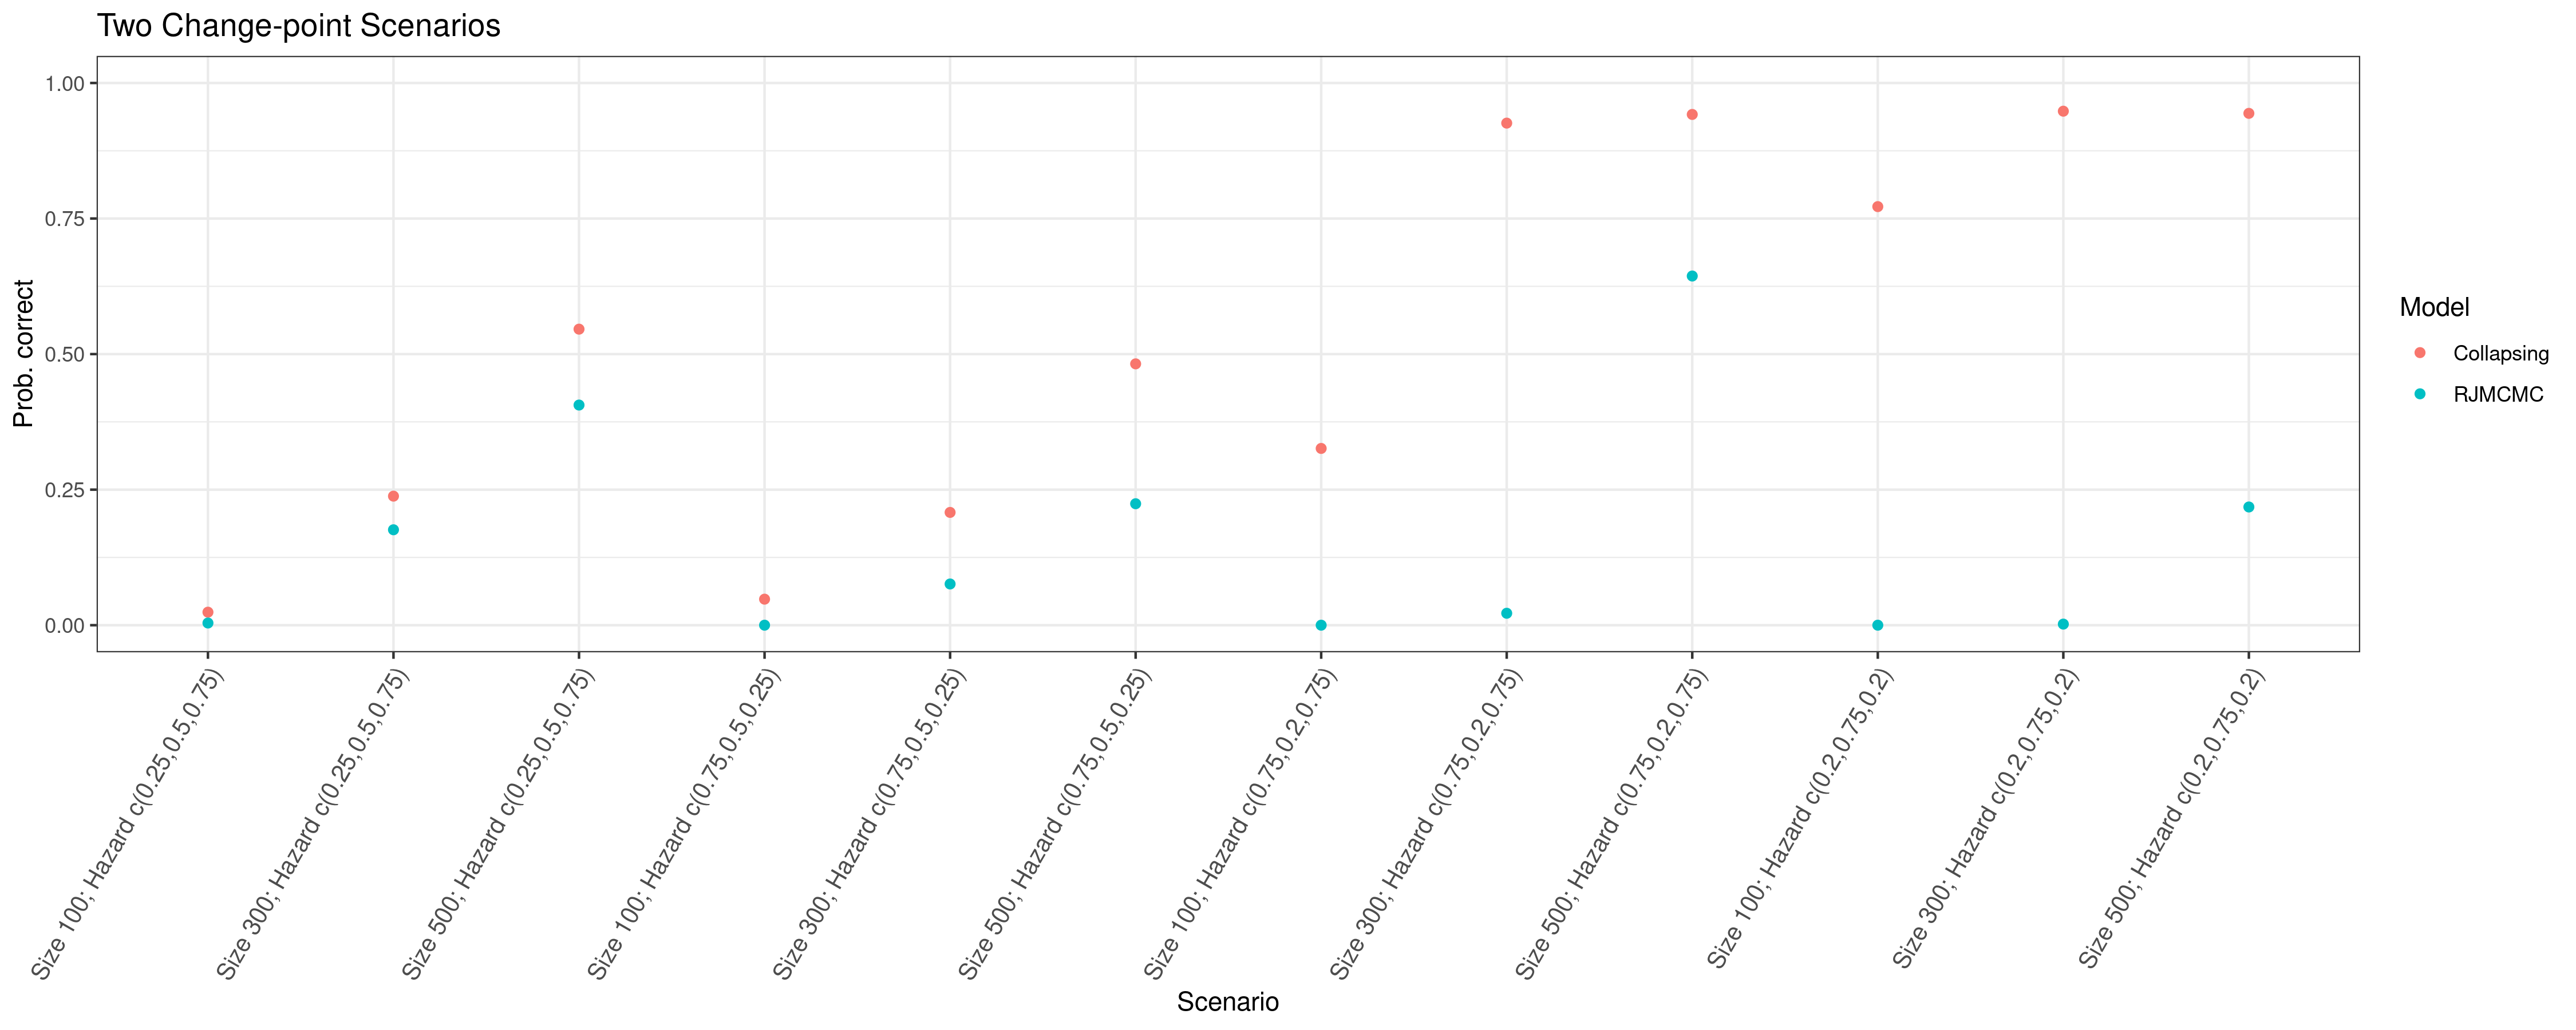 Two Change-point Scenarios
Prob. correct
1.00
0.75
0.50
0.25
0.00
Size 100; Hazard c(0.25,0.5,0.75)
Size 300; Hazard c(0.25,0.5,0.75)
Size 500; Hazard c(0.25,0.5,0.75)
Size 100; Hazard c(0.75,0.5,0.25)
Size 300; Hazard c(0.75,0.5,0.25)
Size 500; Hazard c(0.75,0.5,0.25)
Size 100; Hazard c(0.75,0.2,0.75)
Size 300; Hazard c(0.75,0.2,0.75)
Size 500; Hazard c(0.75,0.2,0.75)
Size 100; Hazard c(0.2,0.75,0.2)
Size 300; Hazard c(0.2,0.75,0.2)
Size 500; Hazard c(0.2,0.75,0.2)
Scenario
Model
Collapsing
RJMCMC